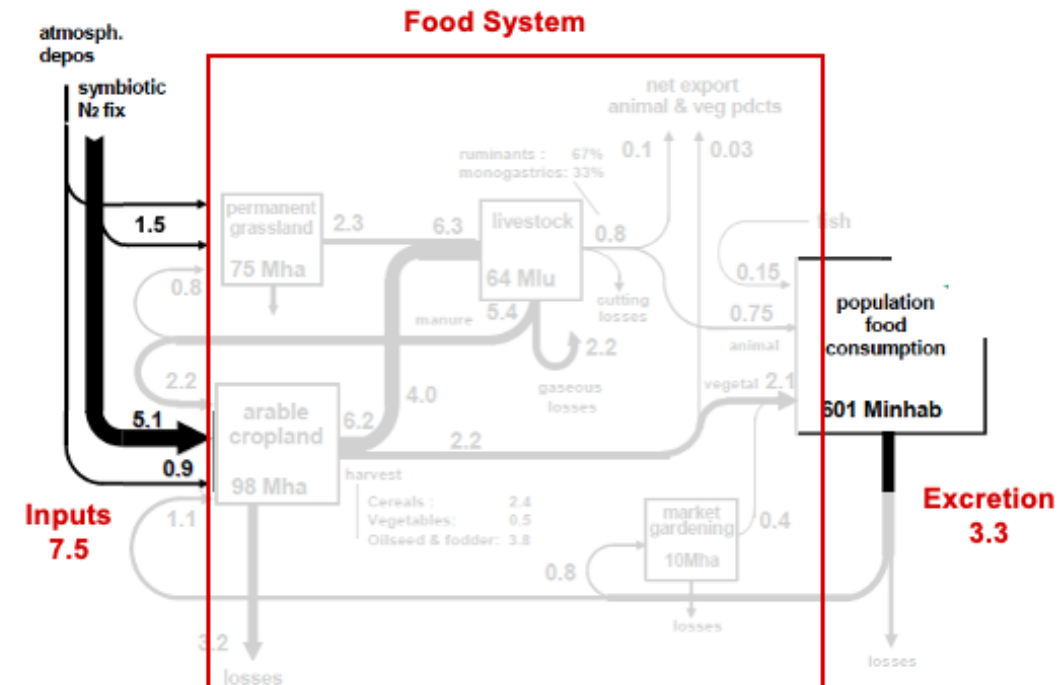 Food System
atmosph.
depos
symbiotic
N₂ fix
net export
animal & veg pdcts
ruminants : 67%
monogastrics: 33%
0.1
0.03
permanent
grassland
75 Mha
1.5
2.3
6.3
livestock
64 Mlu
0.8
fish
0.15
cutting
losses
0.8
manure
5.4
2.2
gaseous
losses
0.75
animal
population
food
consumption
601 Minhab
vegetal 2.1
2.2
arable
cropland
98 Mha
5.1
6.2
4.0
2.2
0.9
harvest
Cereals : 2.4
Vegetables: 0.5
Oilseed & fodder: 3.8
Inputs
7.5
1.1
market
gardening
10Mha
0.4
0.8
Excretion
3.3
losses
losses
3.2
losses